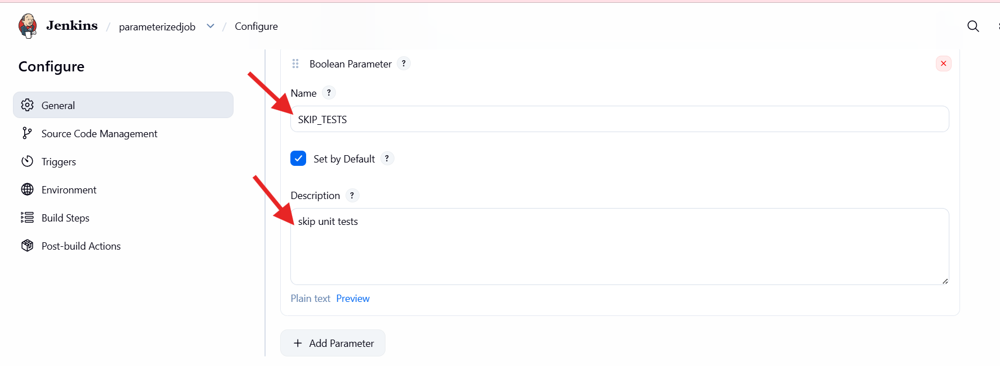 Jenkins / parameterizedjob / Configure
Configure
General
Source Code Management
Triggers
Environment
Build Steps
Post-build Actions
Boolean Parameter ?
Name ?
SKIP_TESTS
Set by Default ?
Description ?
skip unit tests
Plain text Preview
+ Add Parameter